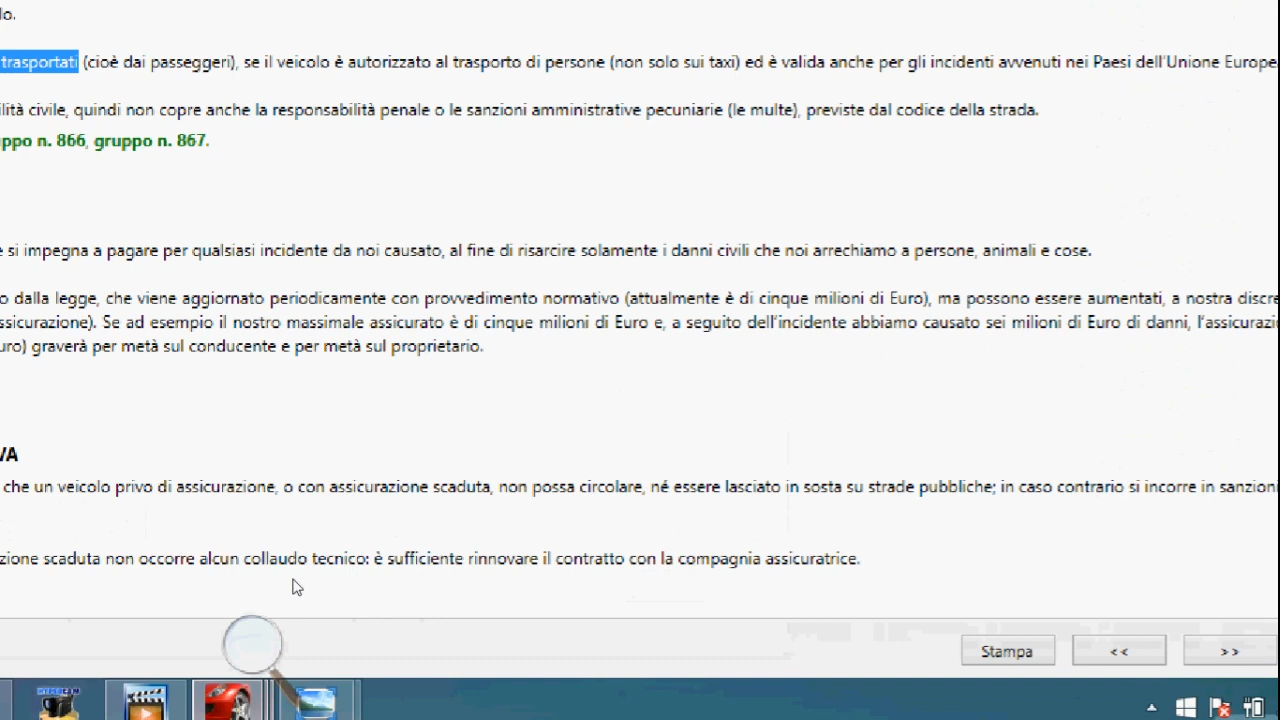 lo.
trasportati (cioè dai passeggeri), se il veicolo è autorizzato al trasporto di persone (non solo sui taxi) ed è valida anche per gli incidenti avvenuti nei Paesi dell'Unione Europe
ilità civile, quindi non copre anche la responsabilità penale o le sanzioni amministrative pecuniarie (le multe), previste dal codice della strada.
ppo n. 866, gruppo n. 867.
e si impegna a pagare per qualsiasi incidente da noi causato, al fine di risarcire solamente i danni civili che noi arrechiamo a persone, animali e cose.
o dalla legge, che viene aggiornato periodicamente con provvedimento normativo (attualmente è di cinque milioni di Euro), ma possono essere aumentati, a nostra discre
ssicurazione). Se ad esempio il nostro massimale assicurato è di cinque milioni di Euro e, a seguito dell'incidente abbiamo causato sei milioni di Euro di danni, l'assicurazi
uro) graverà per metà sul conducente e per metà sul proprietario.
VA
che un veicolo privo di assicurazione, o con assicurazione scaduta, non possa circolare, né essere lasciato in sosta su strade pubbliche; in caso contrario si incorre in sanzioni
zione scaduta non occorre alcun collaudo tecnico: è sufficiente rinnovare il contratto con la compagnia assicuratrice.
Stampa << >>
HYPERCAM